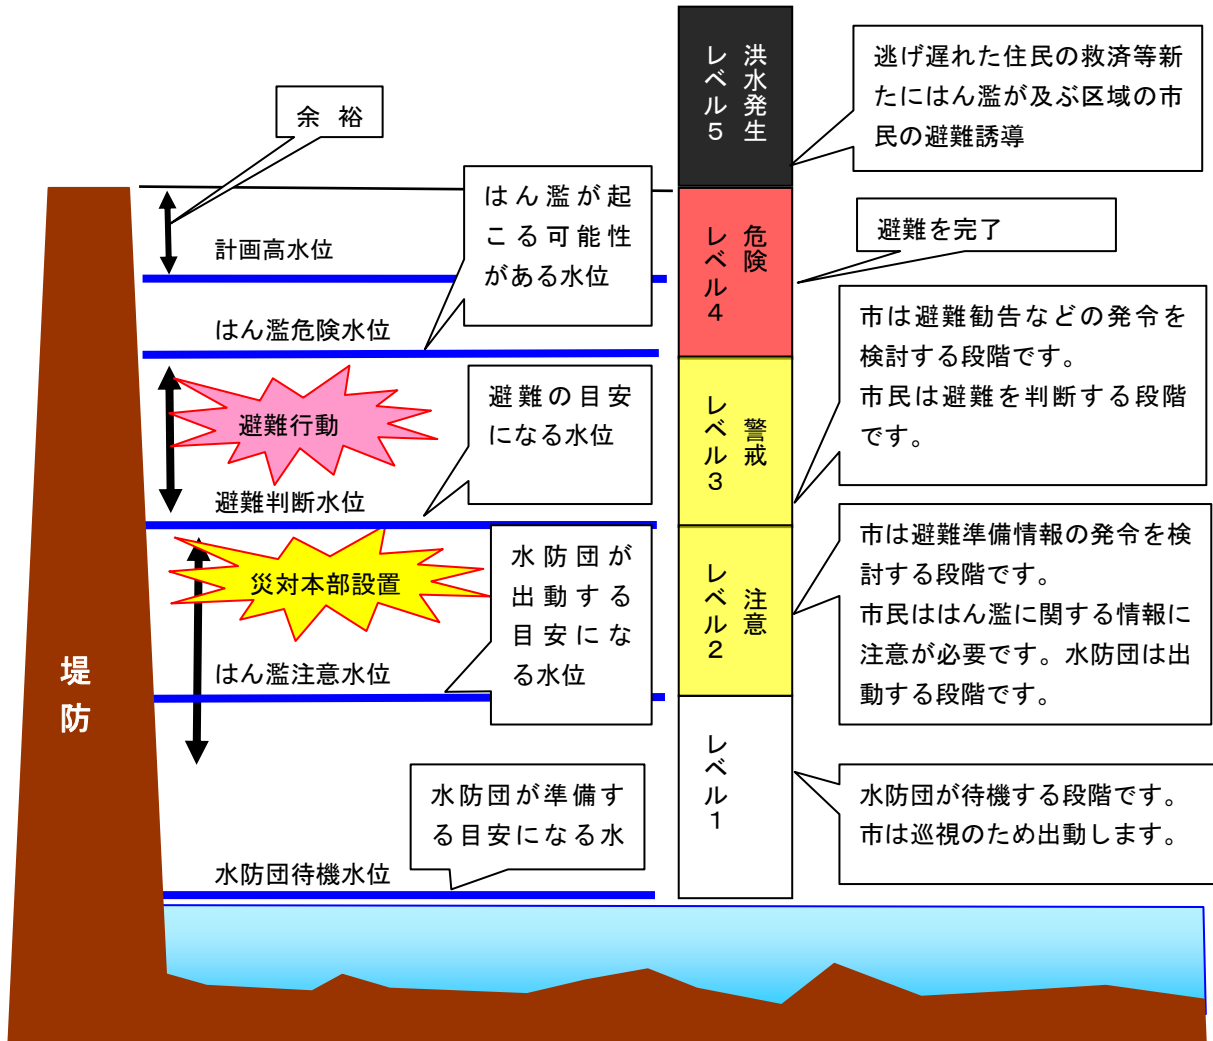 洪水発生
レベル５
逃げ遅れた住民の救済等新
たにはん濫が及ぶ区域の市
民の避難誘導
余 裕
はん濫が起
こる可能性
がある水位
計画高水位
危険
レベル４
避難を完了
はん濫危険水位
市は避難勧告などの発令を
検討する段階です。
市民は避難を判断する段階
です。
避難行動
避難の目安
になる水位
警戒
レベル３
避難判断水位
災対本部設置
水防団が
出動する
目安にな
る水位
注意
レベル２
市は避難準備情報の発令を検
討する段階です。
市民ははん濫に関する情報に
注意が必要です。水防団は出
動する段階です。
はん濫注意水位
堤防
レベル１
水防団が準備す
る目安になる水
水防団が待機する段階です。
市は巡視のため出動します。
水防団待機水位